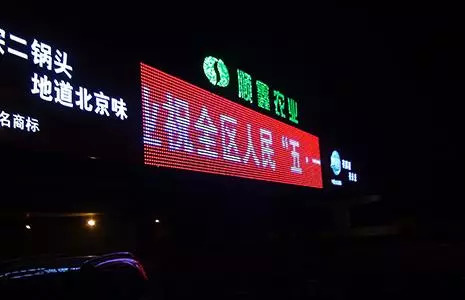 二锅头
地道北京味
名商标
顺鑫农业
祝全区人民“五·一